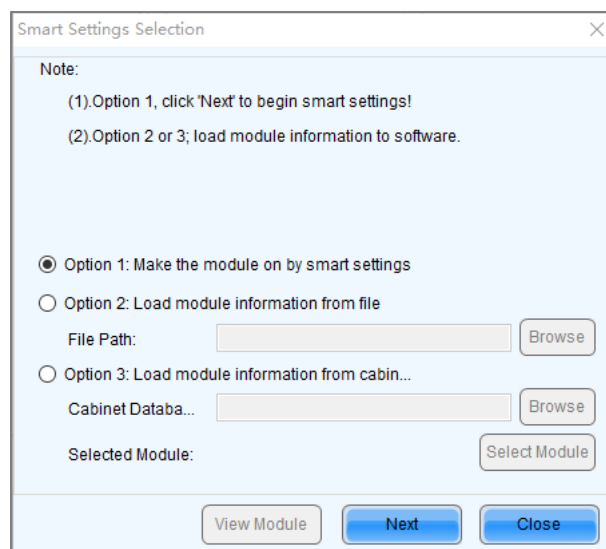 Smart Settings Selection
Note:
(1).Option 1, click 'Next' to begin smart settings!
(2).Option 2 or 3; load module information to software.
Option 1: Make the module on by smart settings
Option 2: Load module information from file
File Path: Browse
Option 3: Load module information from cabin...
Cabinet Databa... Browse
Selected Module: Select Module
View Module Next Close